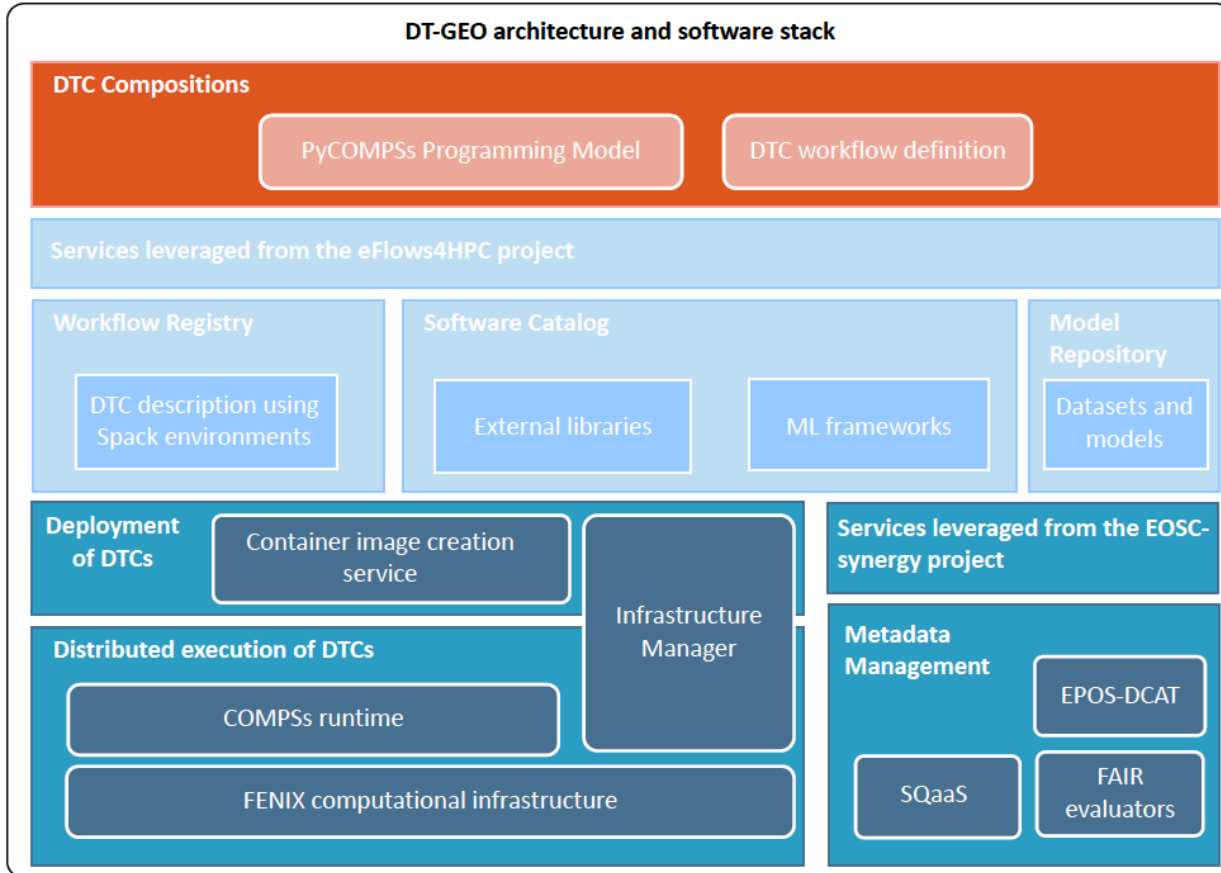 DT-GEO architecture and software stack
DTC Compositions
PyCOMPSs Programming Model
DTC workflow definition
Services leveraged from the eFlows4HPC project
Workflow Registry
DTC description using
Spack environments
Software Catalog
External libraries
ML frameworks
Model
Repository
Datasets and
models
Deployment
of DTCs
Container image creation
service
Infrastructure
Manager
Services leveraged from the EOSC-
synergy project
Distributed execution of DTCs
COMPSs runtime
FENIX computational infrastructure
Metadada
Management
EPOS-DCAT
SQaaS
FAIR
evaluators